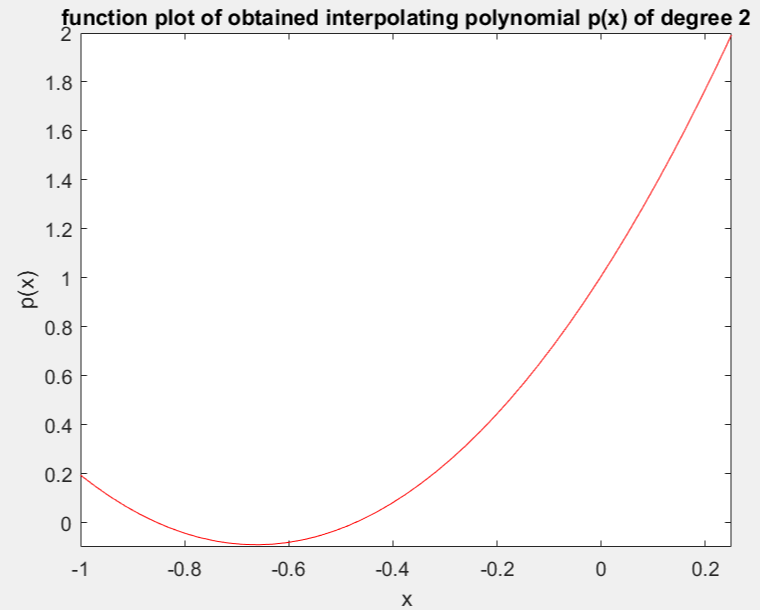 function plot of obtained interpolating polynomial p(x) of degree 2
2
1.8
1.6
1.4
1.2
1
0.8
0.6
0.4
0.2
0
p(x)
-1 -0.8 -0.6 -0.4 -0.2 0 0.2
x